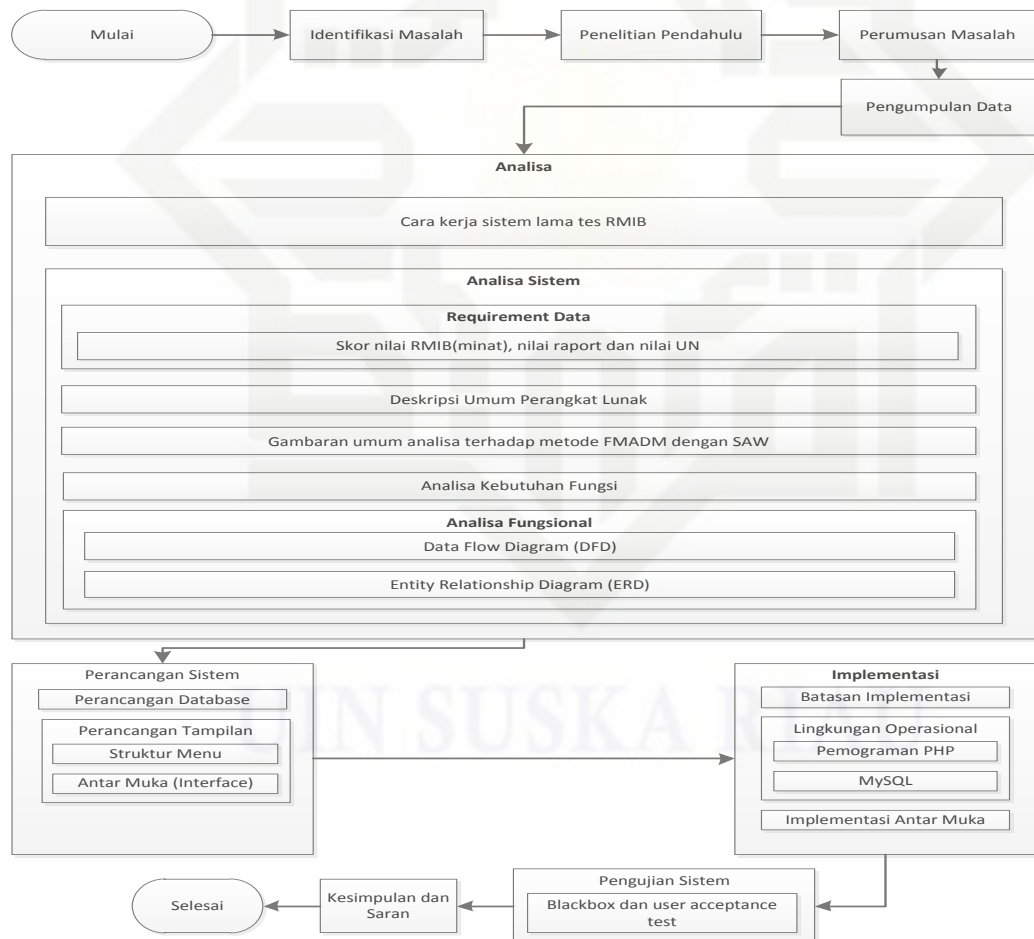 Mulai
Identifikasi Masalah
Penelitian Pendahulu
Perumusan Masalah
Pengumpulan Data
Analisa
Cara kerja sistem lama tes RMIB
Analisa Sistem
Requirement Data
Skor nilai RMIB(minat), nilai raport dan nilai UN
Deskripsi Umum Perangkat Lunak
Gambaran umum analisa terhadap metode FMADM dengan SAW
Analisa Kebutuhan Fungsi
Analisa Fungsional
Data Flow Diagram (DFD)
Entity Relationship Diagram (ERD)
Perancangan Sistem
Perancangan Database
Perancangan Tampilan
Struktur Menu
Antar Muka (Interface)
Implementasi
Batasan Implementasi
Lingkungan Operasional
Pemograman PHP
MySQL
Implementasi Antar Muka
UIN SUSKA RIAU
Pengujian Sistem
Blackbox dan user acceptance
test
Kesimpulan dan
Saran
Selesai